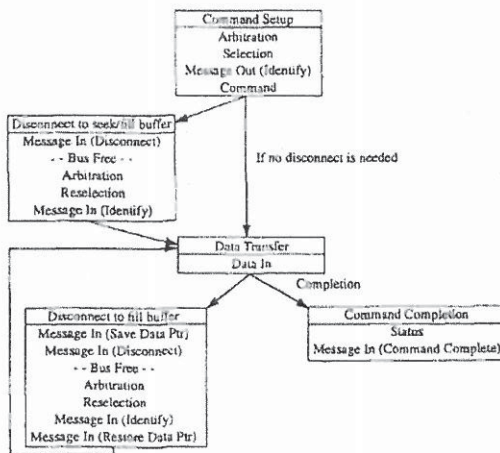 Command Setup
Arbitration
Selection
Message Out (Identify)
Command
Disconnect to seek/fill buffer
Message In (Disconnect)
- - Bus Free - -
Arbitration
Reselection
Message In (Identify)
If no disconnect is needed
Data Transfer
Data In
Completion
Disconnect to fill buffer
Message In (Save Data Ptr)
Message In (Disconnect)
- - Bus Free - -
Arbitration
Reselection
Message In (Identify)
Message In (Restore Data Ptr)
Command Completion
Status
Message In (Command Complete)